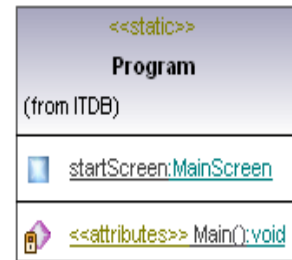 <<static>>
Program
(from ITDB)
startScreen:MainScreen
<<attributes>> Main():void